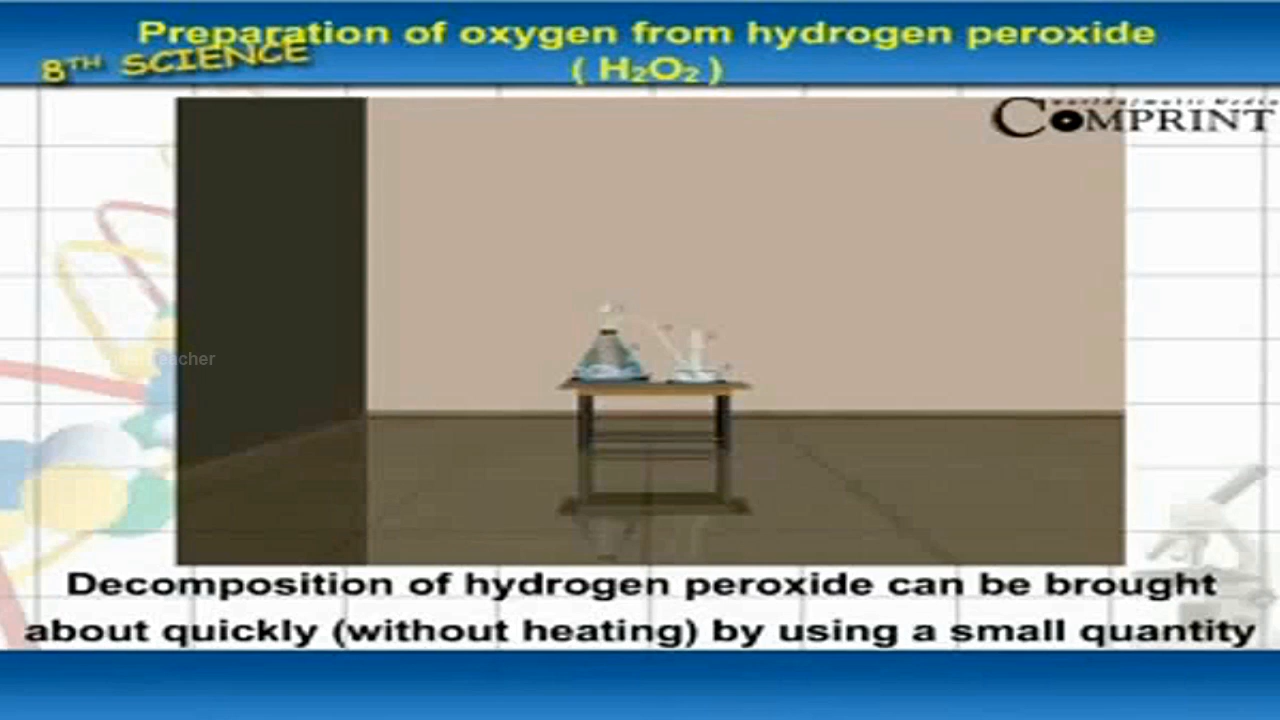 Preparation of oxygen from hydrogen peroxide
( H₂O₂ )
8TH SCIENCE
COMPRINT
Decomposition of hydrogen peroxide can be brought
about quickly (without heating) by using a small quantity